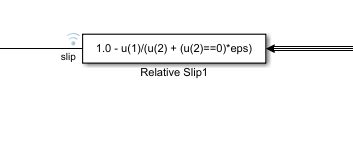 1.0 - u(1)/(u(2) + (u(2)==0)*eps)
slip
Relative Slip1